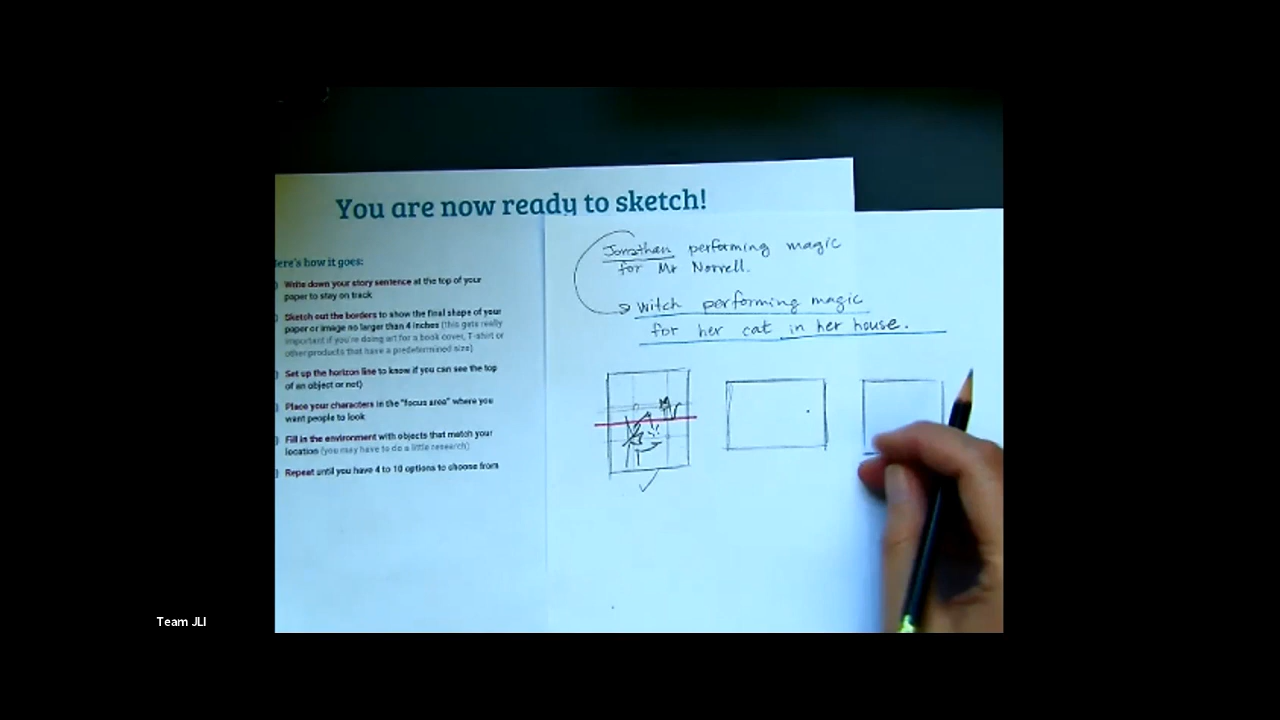 You are now ready to sketch!
ere's how it goes:
Write down your story sentence at the top of your
paper to stay on track
Sketch out the borders to show the final shape of your
paper or image no larger than 4 inches (this gets really
important if you're doing art for a book cover, T-shirt or
other products that have a predetermined size)
Set up the horizon line to know if you can see the top
of an object or not)
Place your characters in the "focus area" where you
want people to look
Fill in the environment with objects that match your
location (you may have to do a little research)
Repeat until you have 4 to 10 options to choose from
Jonathan performing magic
for Mr Norrell.
witch performing magic
for her cat in her house.
Team JLI